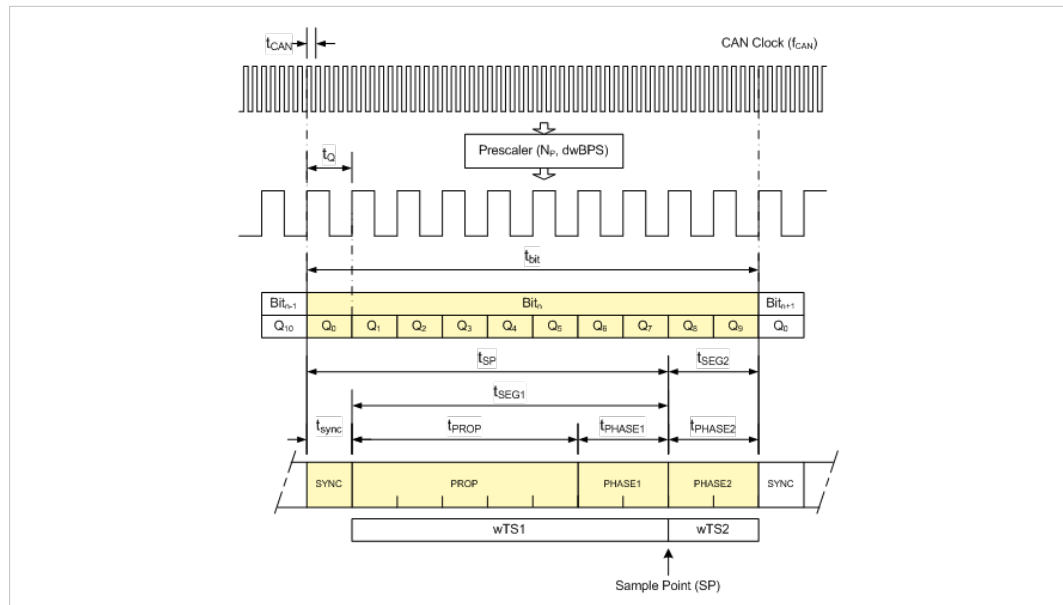 tCAN
CAN Clock (fCAN)
Prescaler (NP, dwBPS)
tQ
tbit
Bitn-1 Bitn Bitn+1
Q10 Q0 Q1 Q2 Q3 Q4 Q5 Q6 Q7 Q8 Q9 Q0
tSP tSEG2
tSEG1
tsync tPROP tPHASE1 tPHASE2
SYNC PROP PHASE1 PHASE2 SYNC
wTS1 wTS2
Sample Point (SP)